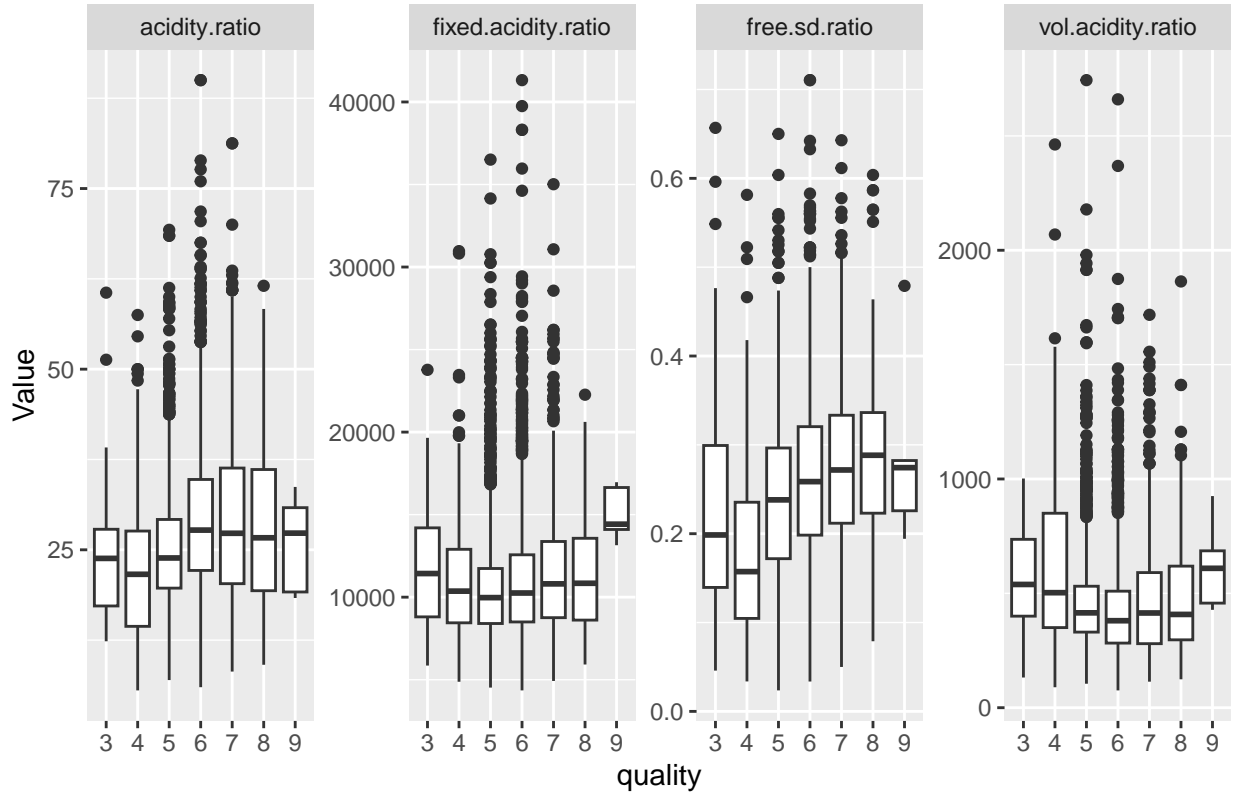 acidity.ratio
fixed.acidity.ratio
free.sd.ratio
vol.acidity.ratio
Value
75
50
25
3 4 5 6 7 8 9
40000
30000
20000
10000
3 4 5 6 7 8 9
0.6
0.4
0.2
0.0
3 4 5 6 7 8 9
2000
1000
0
3 4 5 6 7 8 9
quality